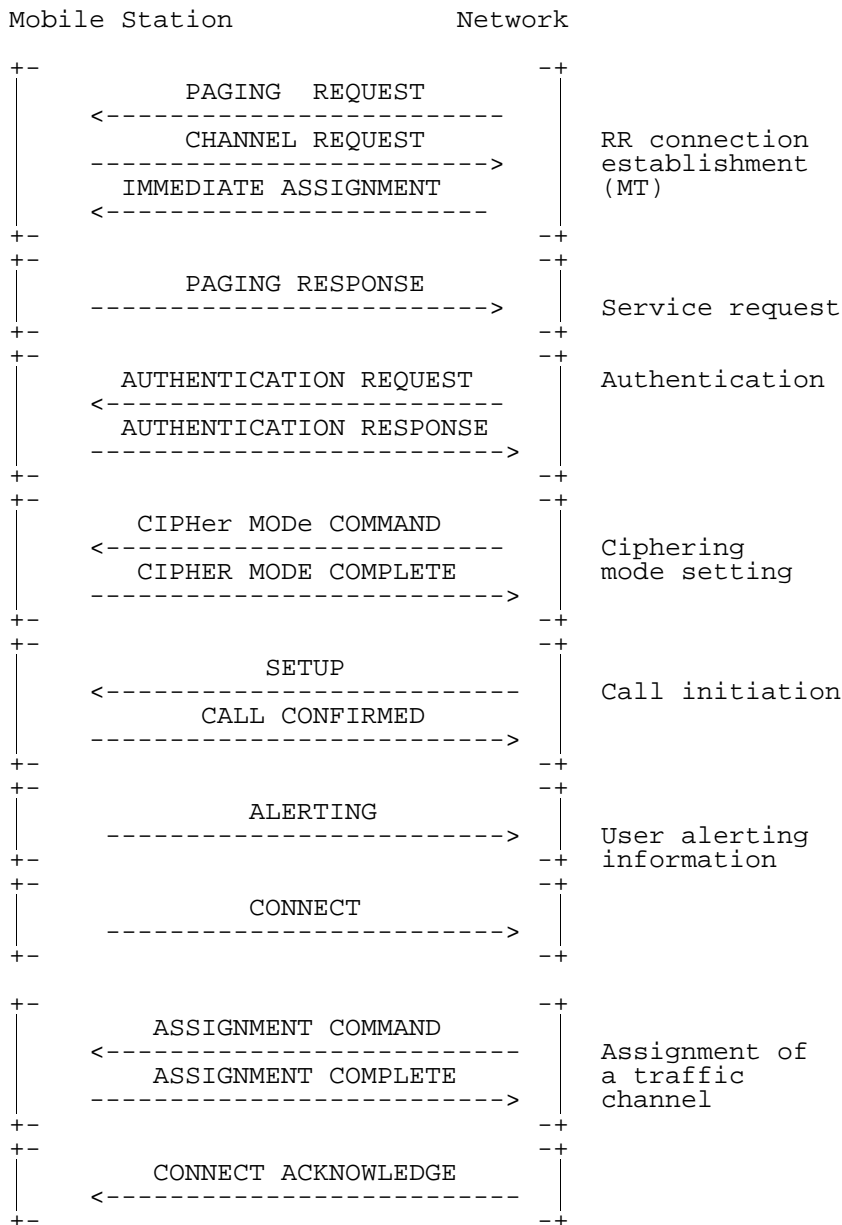 Mobile Station Network
+- -+
PAGING REQUEST
<--------------------------
CHANNEL REQUEST RR connection
-------------------------> establishment
IMMEDIATE ASSIGNMENT (MT)
<-------------------------
+- -+
+- -+
PAGING RESPONSE
-------------------------> Service request
+- -+
+- -+
AUTHENTICATION REQUEST Authentication
<--------------------------
AUTHENTICATION RESPONSE
-------------------------->
+- -+
+- -+
CIPHer MODe COMMAND
<-------------------------- Ciphering
CIPHER MODE COMPLETE mode setting
-------------------------->
+- -+
+- -+
SETUP
<--------------------------- Call initiation
CALL CONFIRMED
-------------------------->
+- -+
+- -+
ALERTING
-------------------------> User alerting
+- -+ information
+- -+
CONNECT
------------------------->
+- -+
+- -+
ASSIGNMENT COMMAND
<--------------------------- Assignment of
ASSIGNMENT COMPLETE a traffic
--------------------------> channel
+- -+
+- -+
CONNECT ACKNOWLEDGE
<---------------------------
+- -+